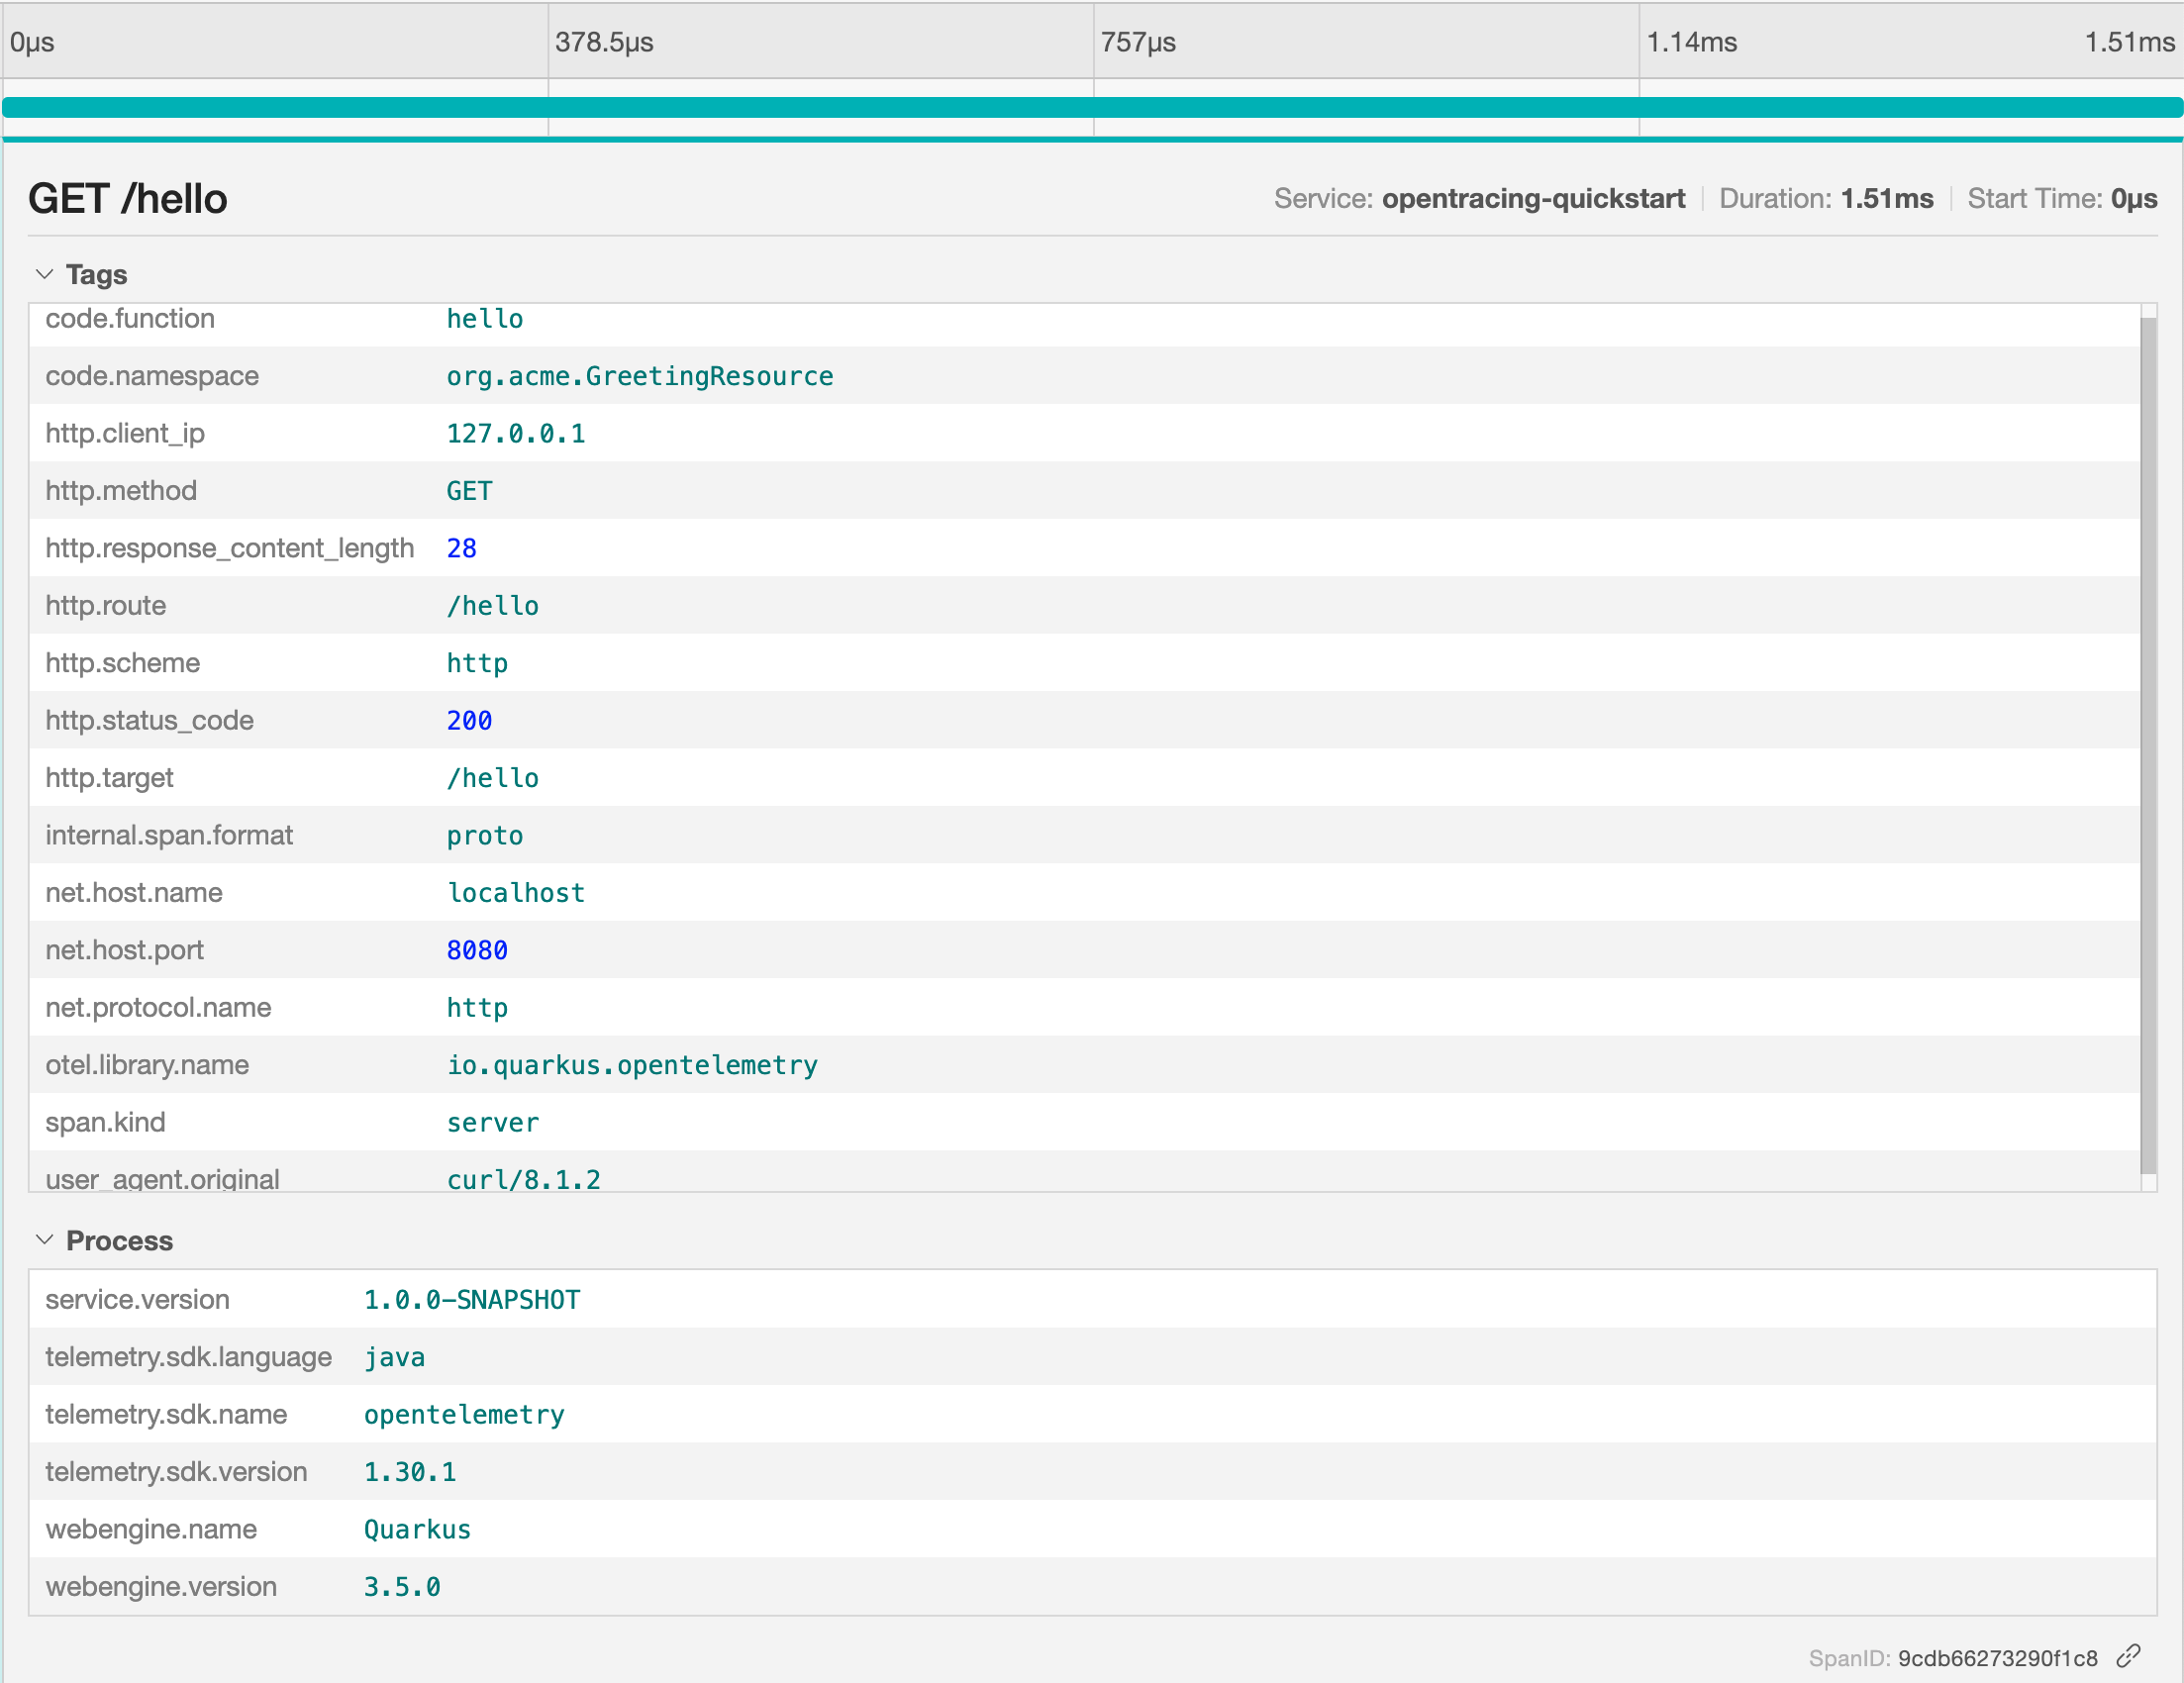 0μs 378.5μs 757μs 1.14ms 1.51ms
GET /hello Service: opentracing-quickstart Duration: 1.51ms Start Time: 0μs
Tags
code.function hello
code.namespace org.acme.GreetingResource
http.client_ip 127.0.0.1
http.method GET
http.response_content_length 28
http.route /hello
http.scheme http
http.status_code 200
http.target /hello
internal.span.format proto
net.host.name localhost
net.host.port 8080
net.protocol.name http
otel.library.name io.quarkus.opentelemetry
span.kind server
user_agent.original curl/8.1.2
Process
service.version 1.0.0-SNAPSHOT
telemetry.sdk.language java
telemetry.sdk.name opentelemetry
telemetry.sdk.version 1.30.1
webengine.name Quarkus
webengine.version 3.5.0
SpanID: 9cdb66273290f1c8